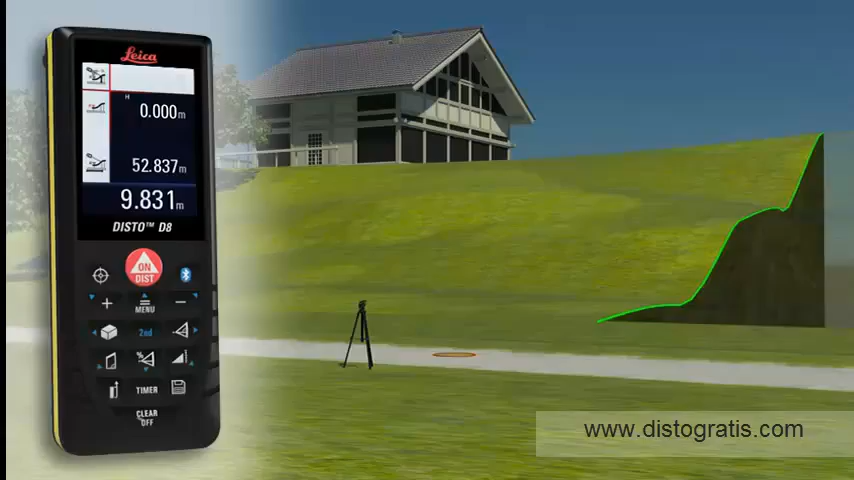 Leica
H
0.000m
52.837m
9.831m
DISTO™ D8
ON
DIST
+
=
−
MENU
2nd
%
TIMER
CLEAR
OFF
www.distogratis.com